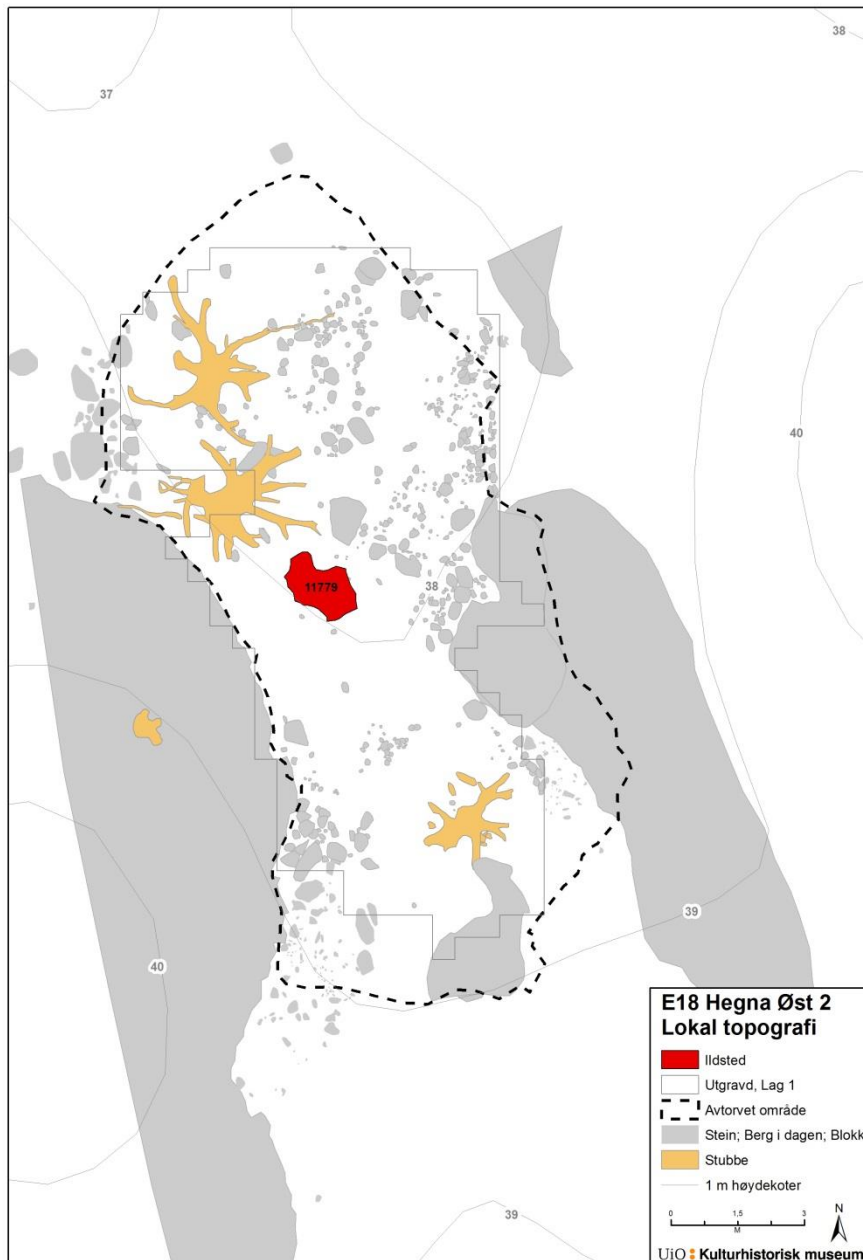 38
37
40
11779
38
39
40
39
E18 Hegna Øst 2
Lokal topografi
Ildsted
Utgravd, Lag 1
Avtorvet område
Stein; Berg i dagen; Blokk
Stubbe
1 m høydekoter
0 1,5 3
M
N
UiO Kulturhistorisk museum